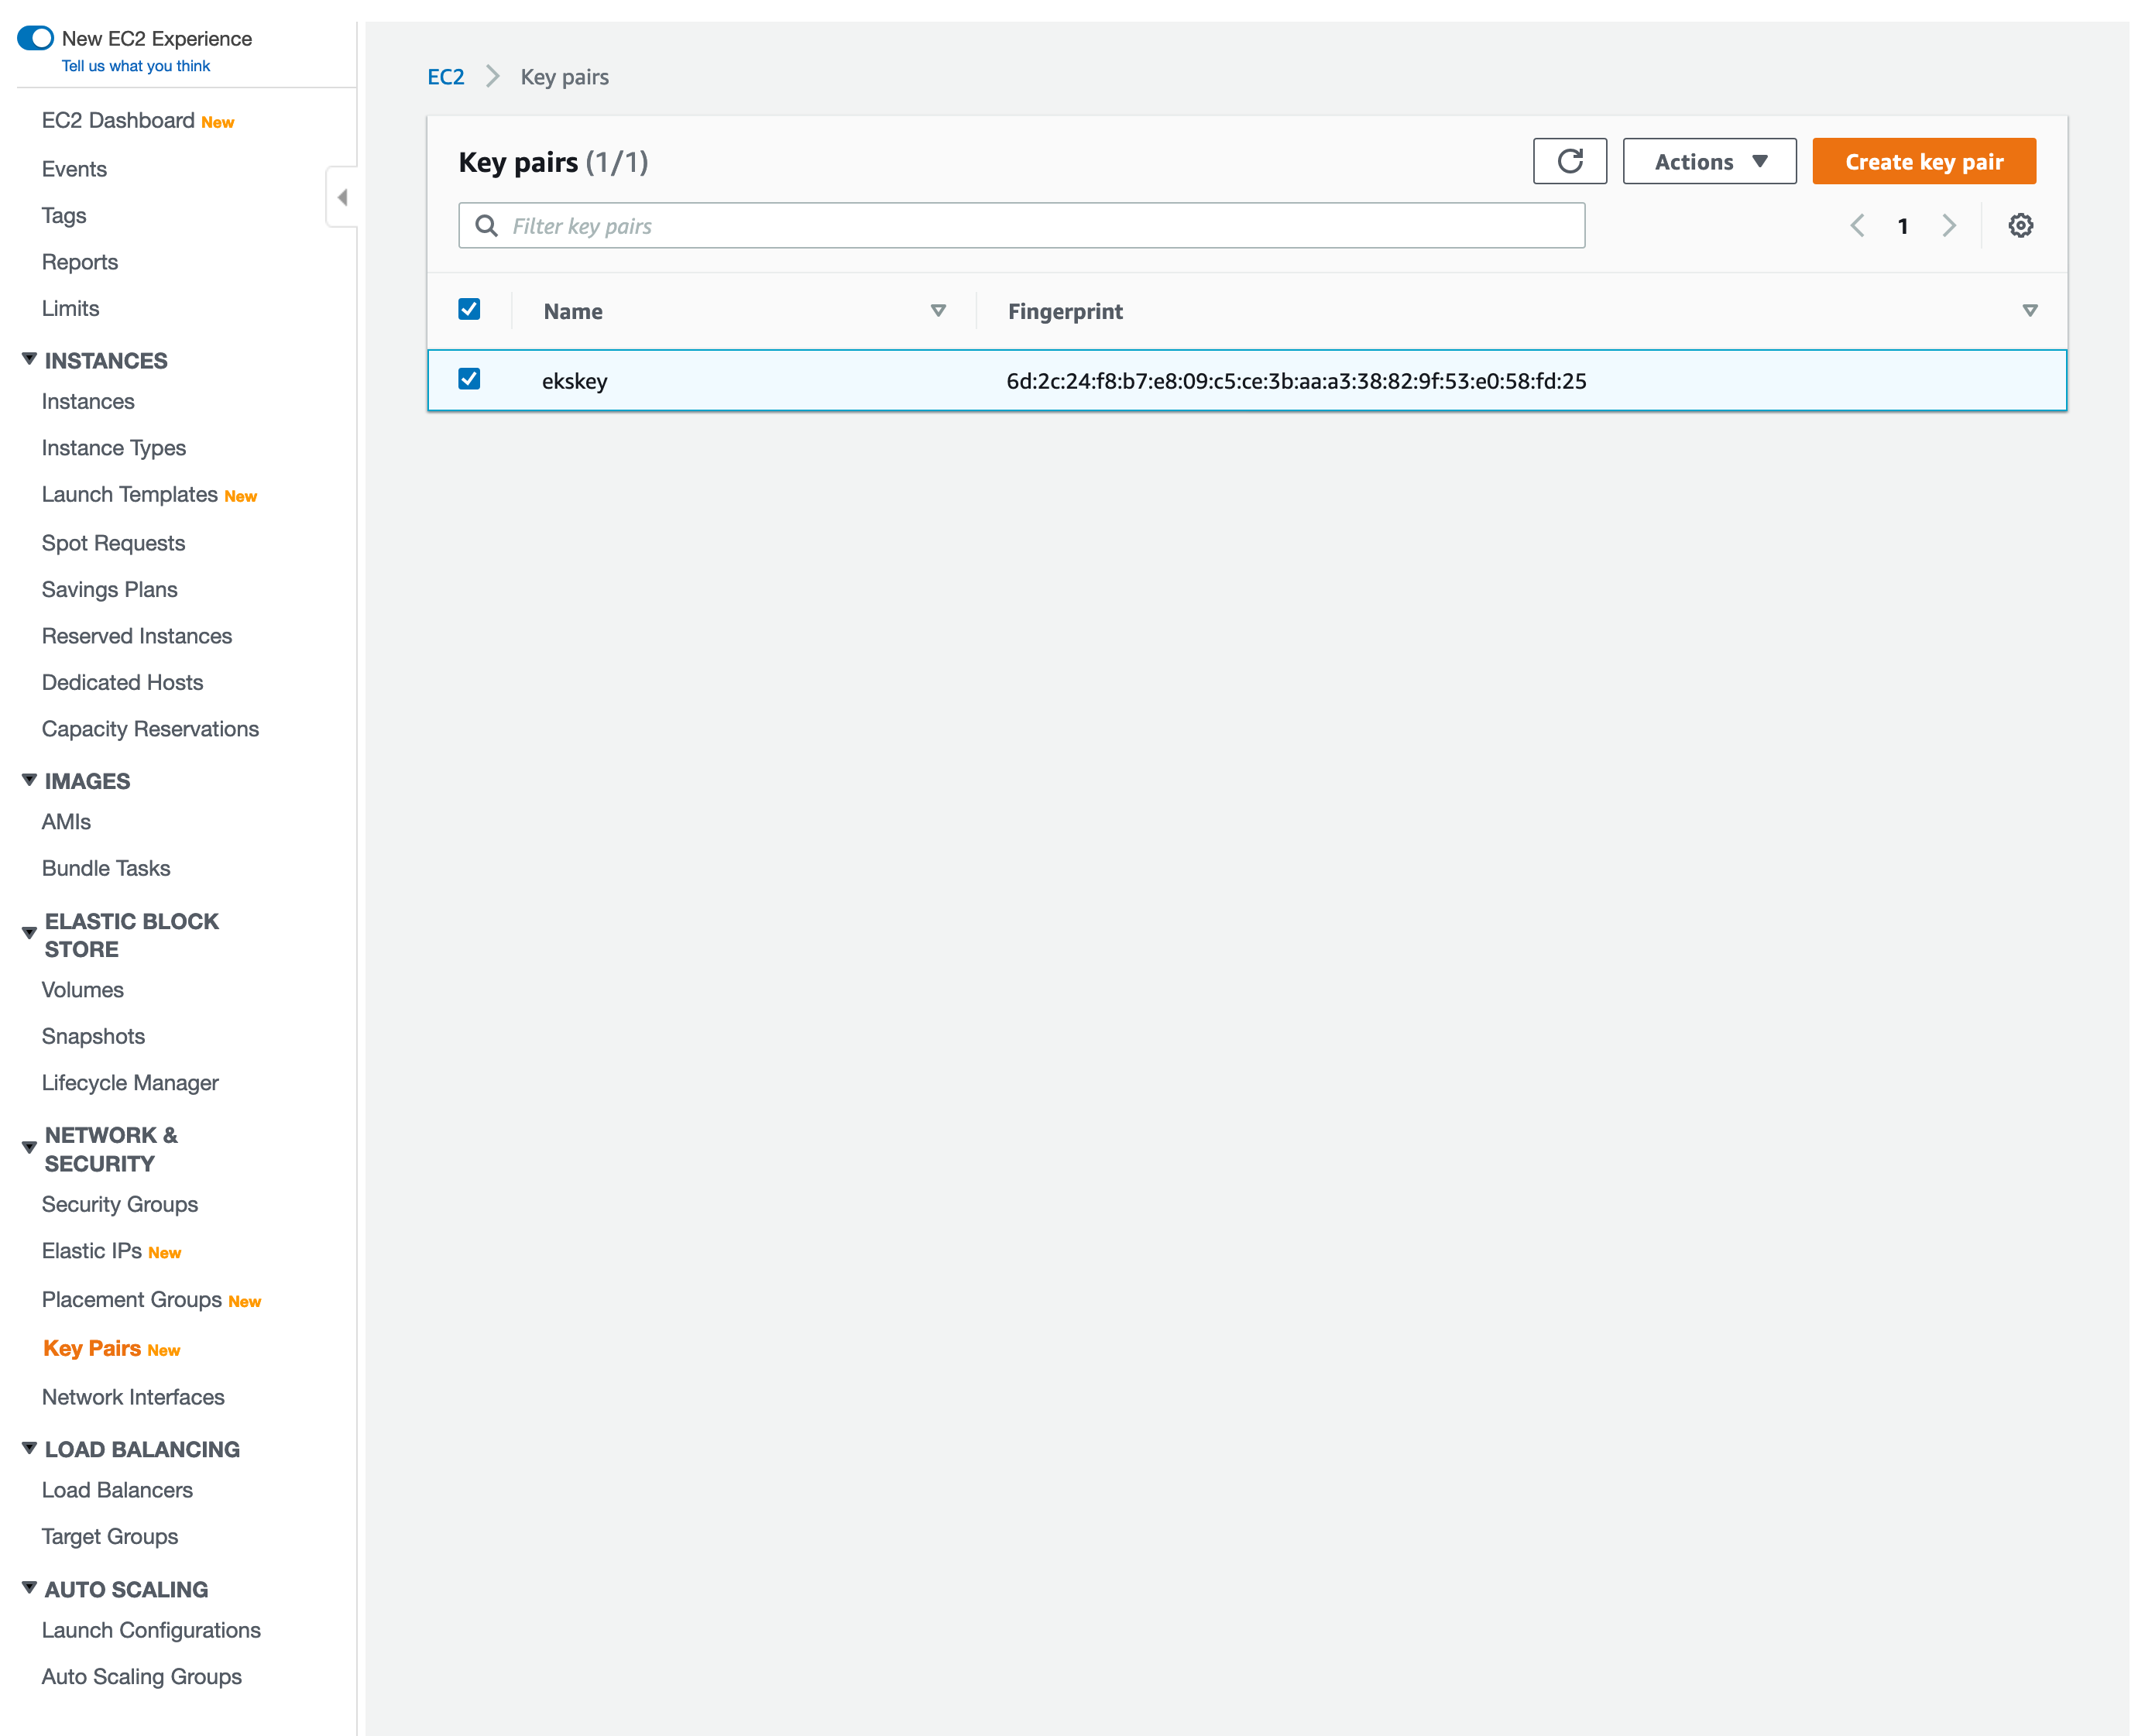 New EC2 Experience
Tell us what you think
EC2 Dashboard New
Events
Tags
Reports
Limits
INSTANCES
Instances
Instance Types
Launch Templates New
Spot Requests
Savings Plans
Reserved Instances
Dedicated Hosts
Capacity Reservations
IMAGES
AMIs
Bundle Tasks
ELASTIC BLOCK
STORE
Volumes
Snapshots
Lifecycle Manager
NETWORK &
SECURITY
Security Groups
Elastic IPs New
Placement Groups New
Key Pairs New
Network Interfaces
LOAD BALANCING
Load Balancers
Target Groups
AUTO SCALING
Launch Configurations
Auto Scaling Groups
EC2 Key pairs
Key pairs (1/1) Actions Create key pair
Filter key pairs 1
Name Fingerprint
ekskey 6d:2c:24:f8:b7:e8:09:c5:ce:3b:aa:a3:38:82:9f:53:e0:58:fd:25